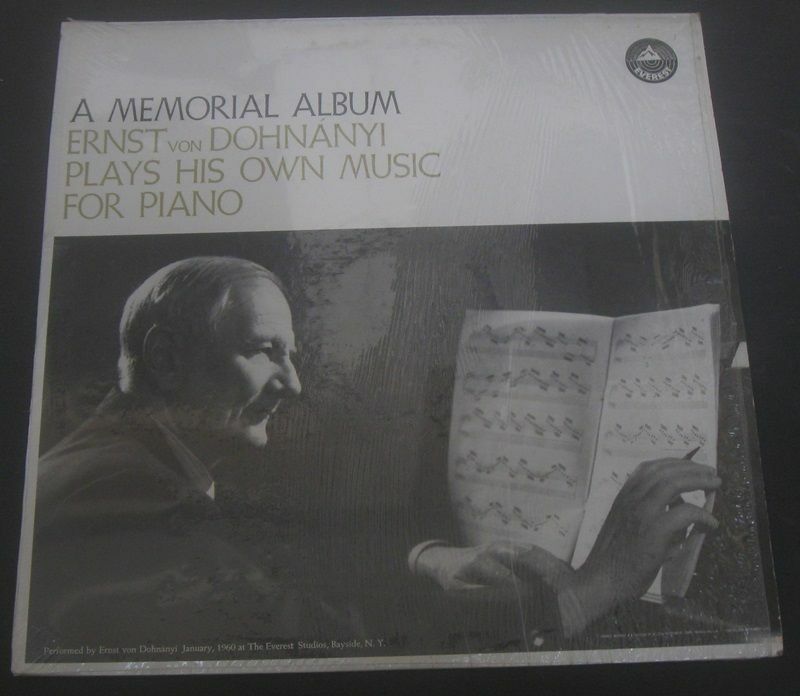 EVEREST
A MEMORIAL ALBUM
ERNST VON DOHNÁNYI
PLAYS HIS OWN MUSIC
FOR PIANO
Performed by Ernst von Dohnányi January, 1960 at The Everest Studios, Bayside, N. Y.